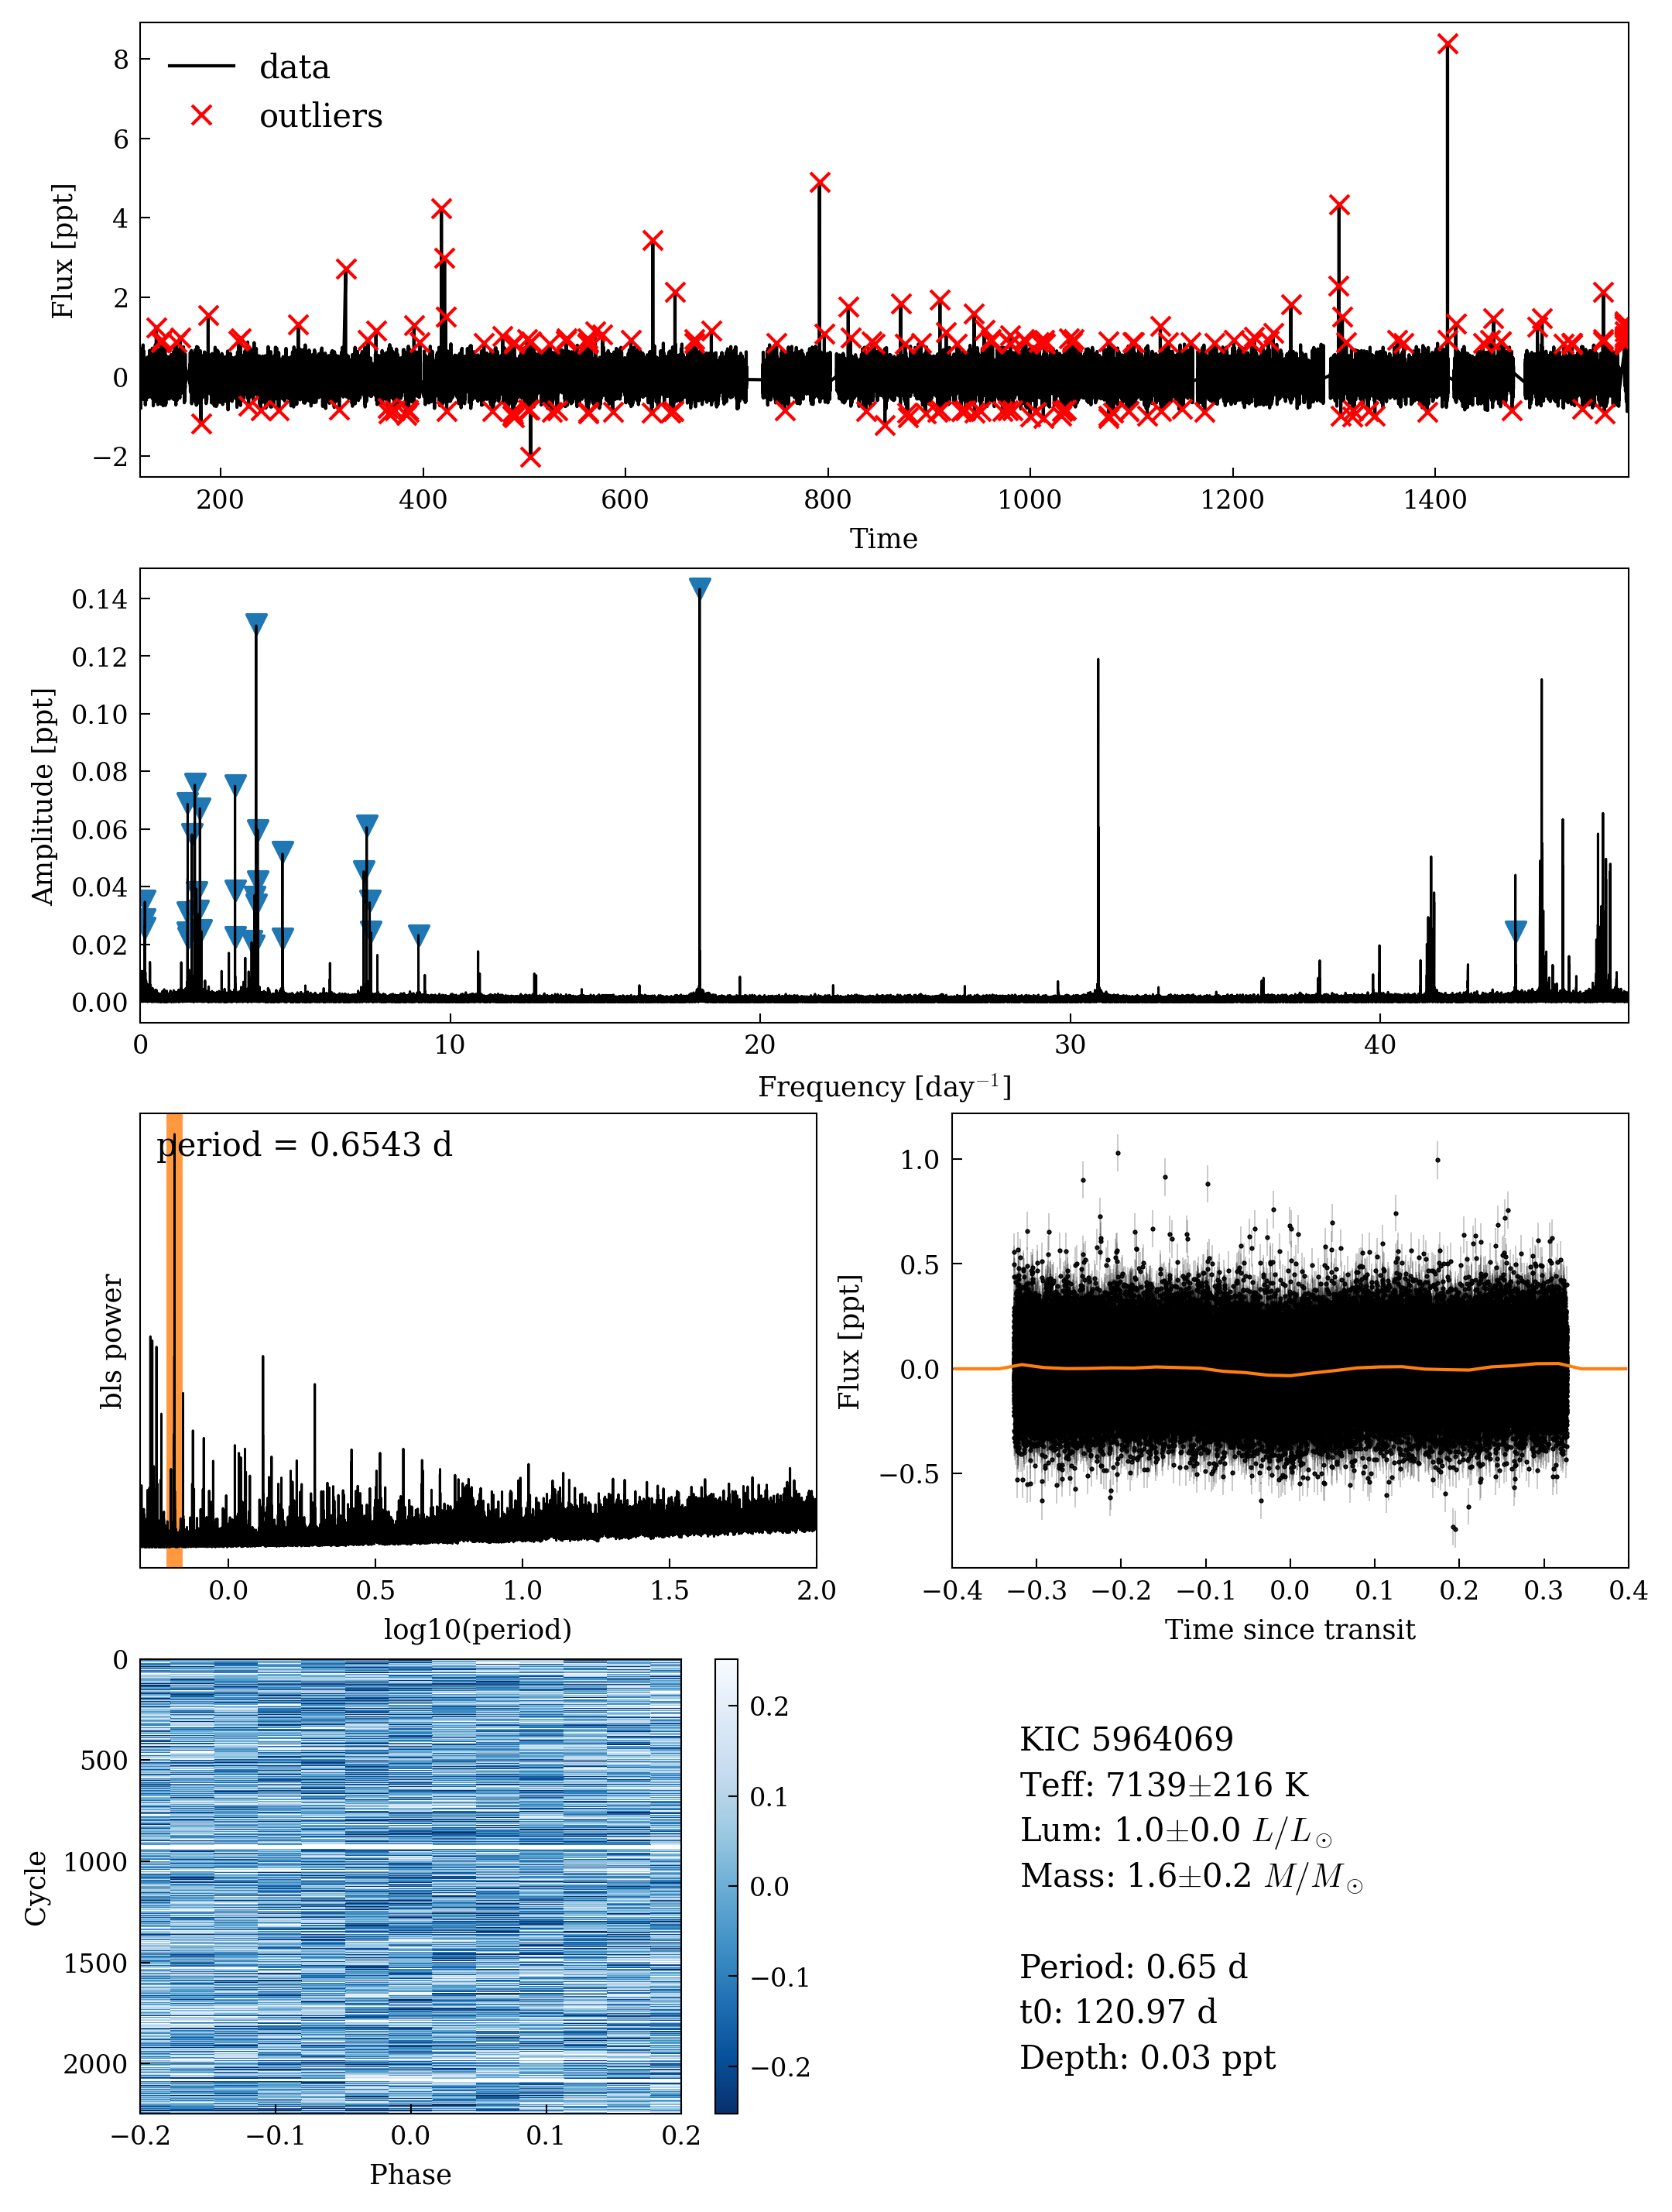 data
outliers
8
6
4
2
0
−2
Flux [ppt]
200 400 600 800 1000 1200 1400
Time
0.14
0.12
0.10
0.08
0.06
0.04
0.02
0.00
Amplitude [ppt]
0 10 20 30 40
Frequency [day⁻¹]
period = 0.6543 d
bls power
0.0 0.5 1.0 1.5 2.0
log10(period)
1.0
0.5
0.0
−0.5
Flux [ppt]
−0.4 −0.3 −0.2 −0.1 0.0 0.1 0.2 0.3 0.4
Time since transit
0
500
1000
1500
2000
Cycle
−0.2 −0.1 0.0 0.1 0.2
Phase
0.2
0.1
0.0
−0.1
−0.2
KIC 5964069
Teff: 7139±216 K
Lum: 1.0±0.0 L/L☉
Mass: 1.6±0.2 M/M☉
Period: 0.65 d
t0: 120.97 d
Depth: 0.03 ppt